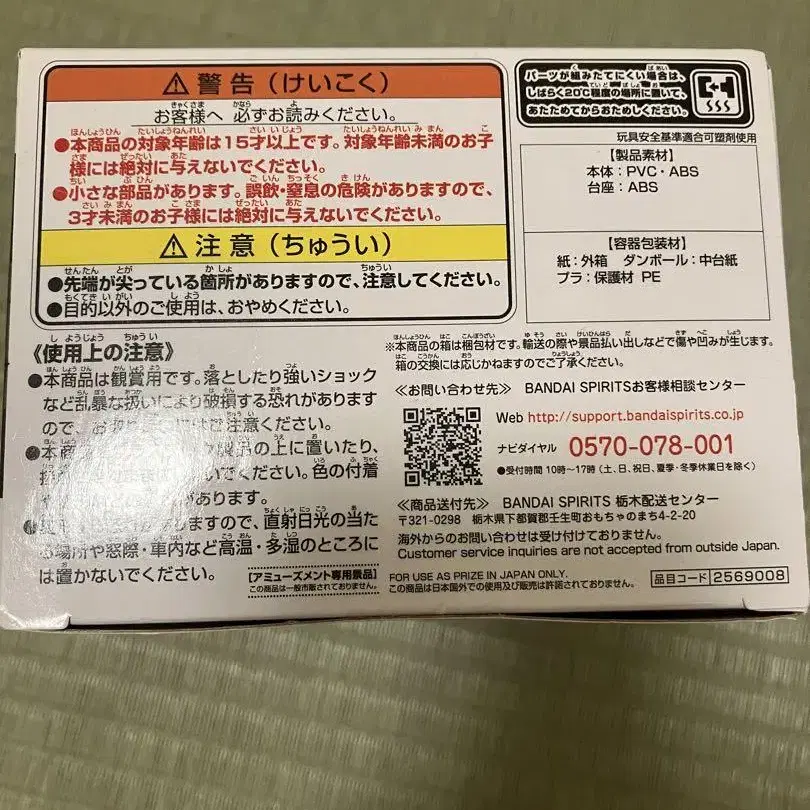 ⚠警告(けいこく)
お客様へ 必ずお読みください。
●本商品の対象年齢は15才以上です。対象年齢未満のお子
様には絶対に与えないでください。
●小さな部品があります。誤飲・窒息の危険がありますので、
3才未満のお子様には絶対に与えないでください。
⚠注意(ちゅうい)
●先端が尖っている箇所がありますので、注意してください。
●目的以外のご使用は、おやめください。
《使用上の注意》
●本商品は観賞用です。落としたり強いショック
など乱暴な扱いにより破損する恐れがあります
ので、お取り扱いにはご注意ください。
●本商 製品の上に置いたり、
いでください。色の付着
や
ますので、直射日光の当た
る場所や窓際・車内など高温・多湿のところに
は置かないでください。
【アミューズメント専用景品】
この商品は一般市販されておりません。
パーツが組みたてにくい場合は、
しばらく20℃程度の場所に置いて、
あたためてからおためしください。
玩具安全基準適合可塑剤使用
【製品素材】
本体:PVC・ABS
台座:ABS
【容器包装材】
紙:外箱 ダンボール:中台紙
プラ:保護材 PE
※本商品の箱は梱包材です。輸送の際や景品払い出しなどで傷や凹みが生じます。
箱の交換には応じかねますのでご了承ください。
≪お問い合わせ先≫ BANDAI SPIRITSお客様相談センター
Web http://support.bandaispirits.co.jp
ナビダイヤル 0570-078-001
●受付時間 10時~17時(土、日、祝日、夏季・冬季休業日を除く)
≪商品送付先≫ BANDAI SPIRITS 栃木配送センター
〒321-0298 栃木県下都賀郡壬生町おもちゃのまち4-2-20
海外からのお問い合わせは受け付けておりません。
Customer service inquiries are not accepted from outside Japan.
FOR USE AS PRIZE IN JAPAN ONLY.
この商品は日本国外での使用及び販売は許諾されておりません。
品目コード 2569008